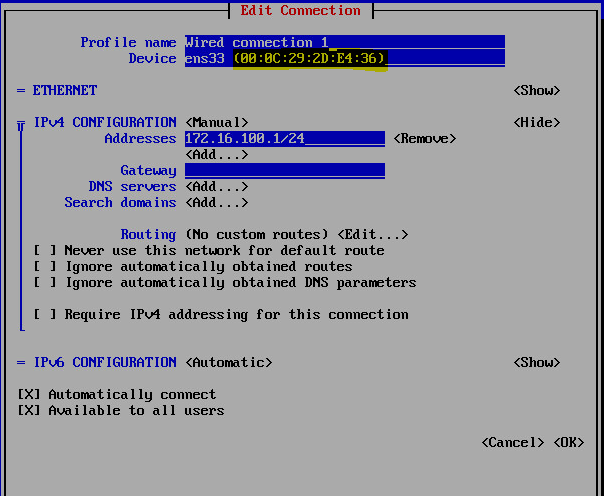 Edit Connection
Profile name Wired connection 1
Device ens33 (00:0C:29:2D:E4:36)
= ETHERNET <Show>
= IPv4 CONFIGURATION <Manual> <Hide>
Addresses 172.16.100.1/24 <Remove>
<Add...>
Gateway
DNS servers <Add...>
Search domains <Add...>
Routing (No custom routes) <Edit...>
[ ] Never use this network for default route
[ ] Ignore automatically obtained routes
[ ] Ignore automatically obtained DNS parameters
[ ] Require IPv4 addressing for this connection
= IPv6 CONFIGURATION <Automatic> <Show>
[X] Automatically connect
[X] Available to all users
<Cancel> <OK>